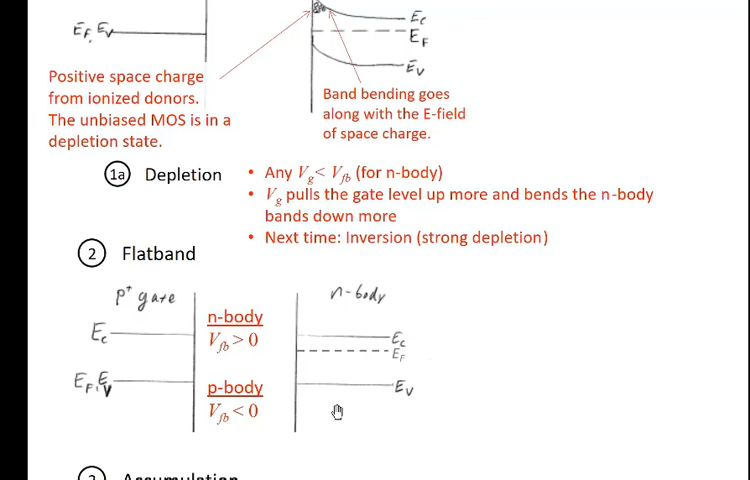 E_F, E_V
E_C
E_F
E_V
Positive space charge
from ionized donors.
The unbiased MOS is in a
depletion state.
Band bending goes
along with the E-field
of space charge.
1a Depletion
• Any V_g < V_fb (for n-body)
• V_g pulls the gate level up more and bends the n-body
bands down more
• Next time: Inversion (strong depletion)
2 Flatband
p⁺ gate
n-body
n-body
V_fb > 0
E_c
E_c
E_F
E_F, E_V
p-body
V_fb < 0
E_V
Accumulation